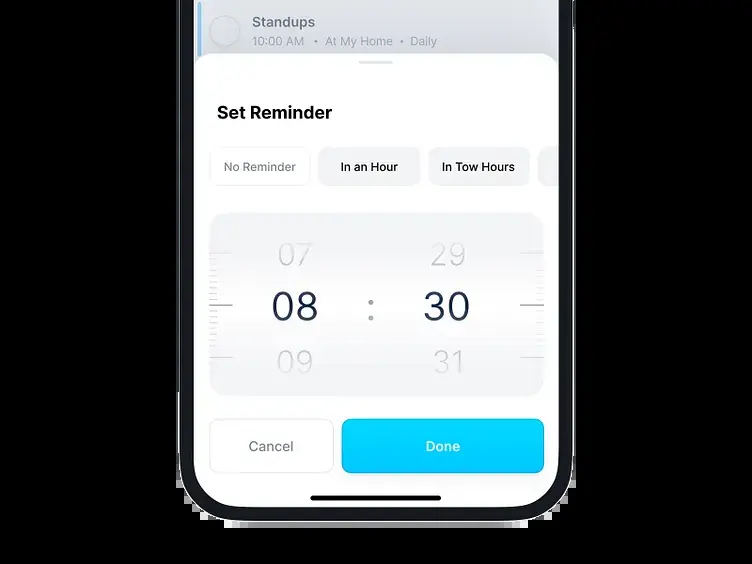 Standups
10:00 AM • At My Home • Daily
Set Reminder
No Reminder In an Hour In Tow Hours
07 29
08 : 30
09 31
Cancel Done